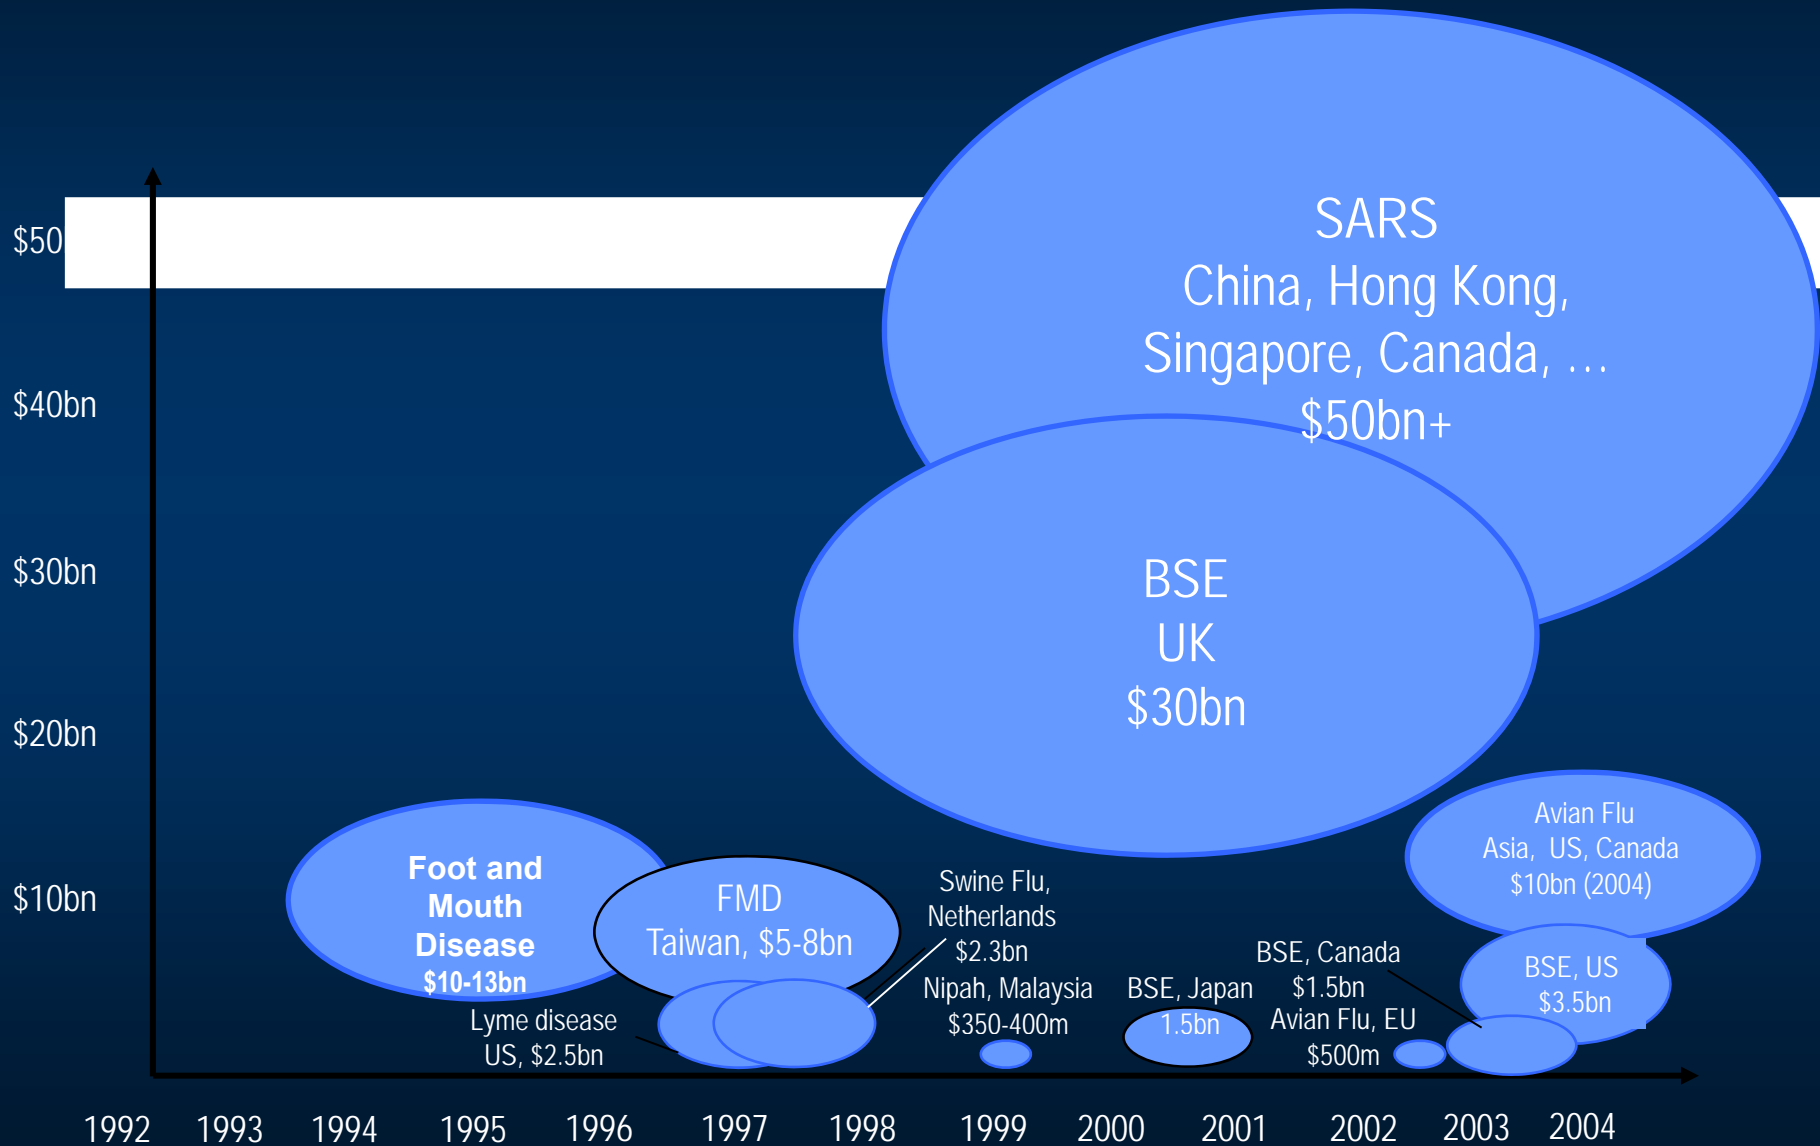 SARS
China, Hong Kong,
Singapore, Canada, …
$50bn+
$50
$40bn
$30bn
$20bn
$10bn
BSE
UK
$30bn
Foot and
Mouth
Disease
$10-13bn
FMD
Taiwan, $5-8bn
Swine Flu,
Netherlands
$2.3bn
Lyme disease
US, $2.5bn
Nipah, Malaysia
$350-400m
BSE, Japan
1.5bn
BSE, Canada
$1.5bn
Avian Flu, EU
$500m
Avian Flu
Asia,  US, Canada
$10bn (2004)
BSE, US
$3.5bn
1992 1993 1994 1995 1996 1997 1998 1999 2000 2001 2002 2003 2004